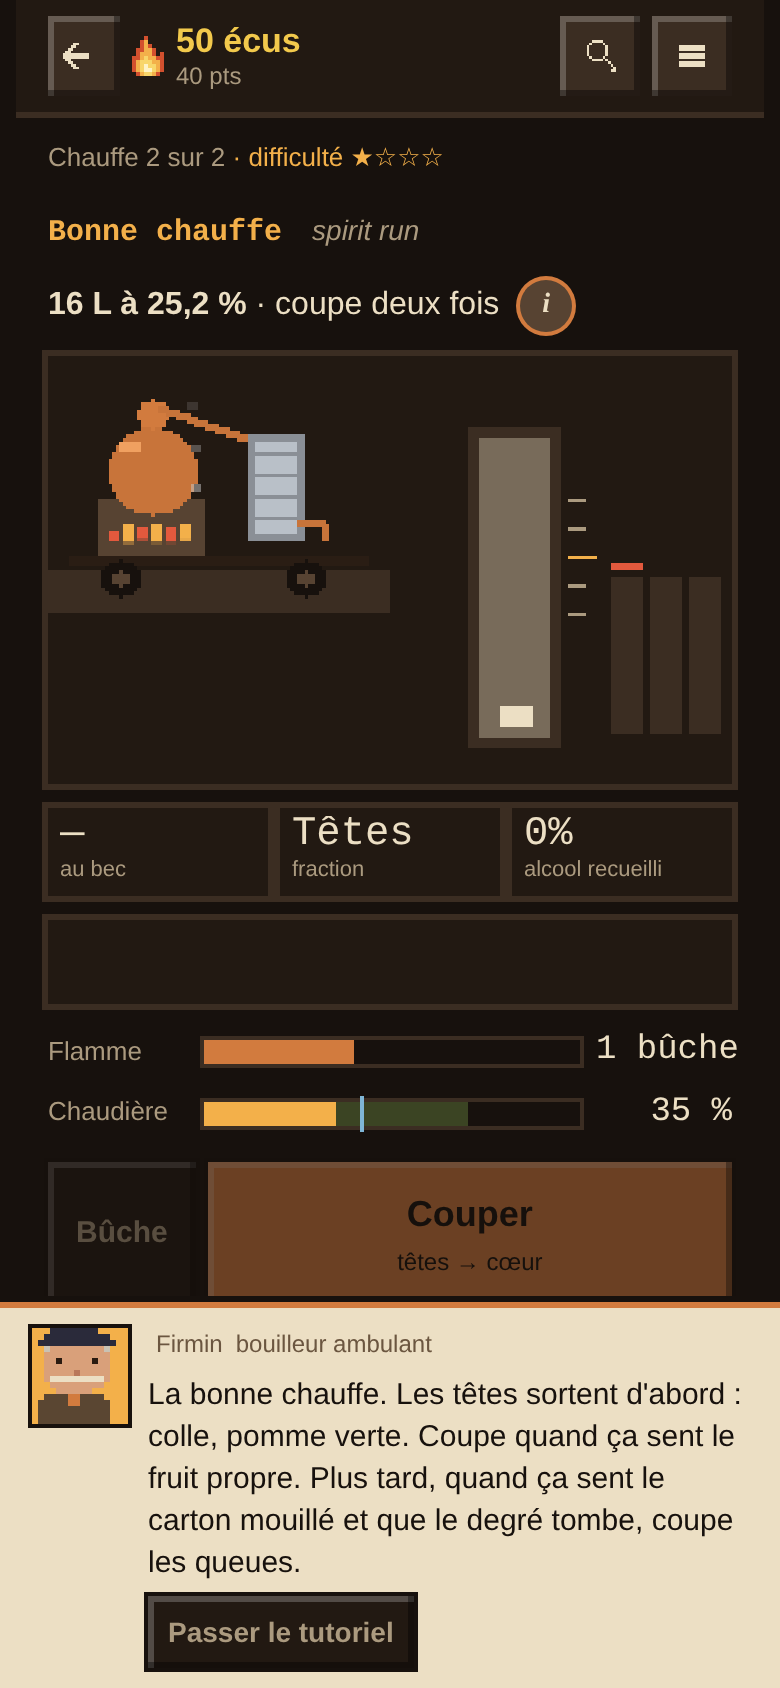 50 écus
40 pts
Chauffe 2 sur 2 · difficulté ★☆☆☆
Bonne chauffe spirit run
16 L à 25,2 % · coupe deux fois i
— Têtes 0%
au bec fraction alcool recueilli
Flamme 1 bûche
Chaudière 35 %
Bûche
Couper
têtes → cœur
Firmin bouilleur ambulant
La bonne chauffe. Les têtes sortent d'abord :
colle, pomme verte. Coupe quand ça sent le
fruit propre. Plus tard, quand ça sent le
carton mouillé et que le degré tombe, coupe
les queues.
Passer le tutoriel